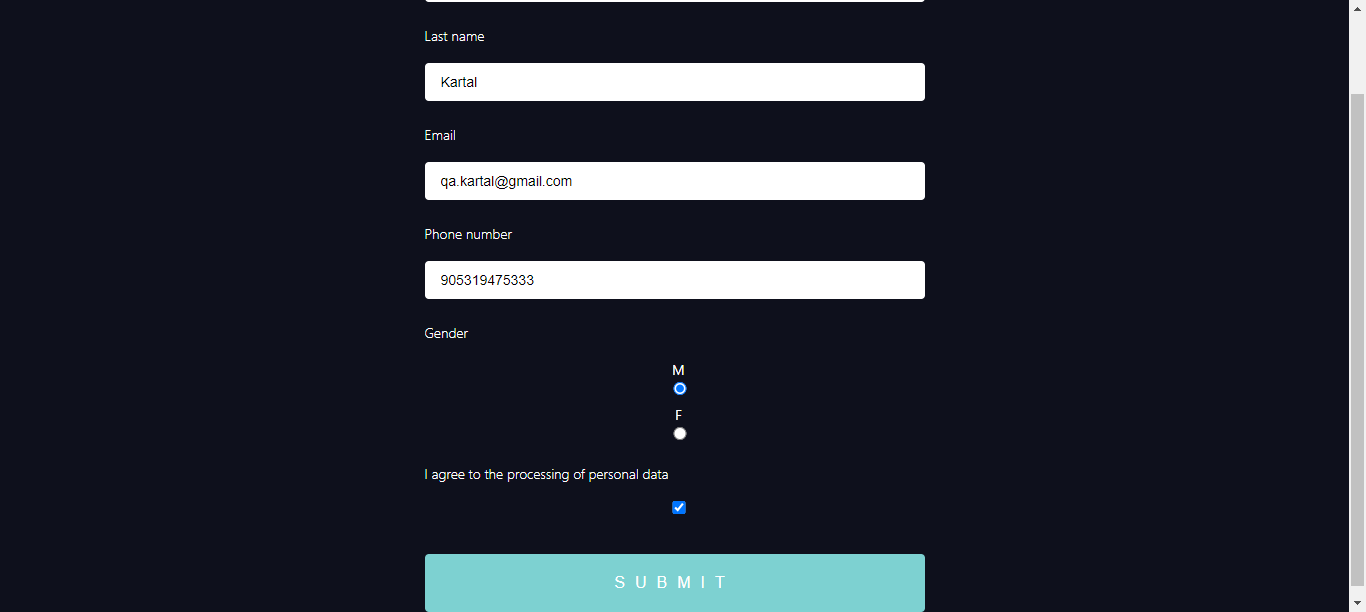 Last name
Kartal
Email
qa.kartal@gmail.com
Phone number
905319475333
Gender
M
F
I agree to the processing of personal data
SUBMIT